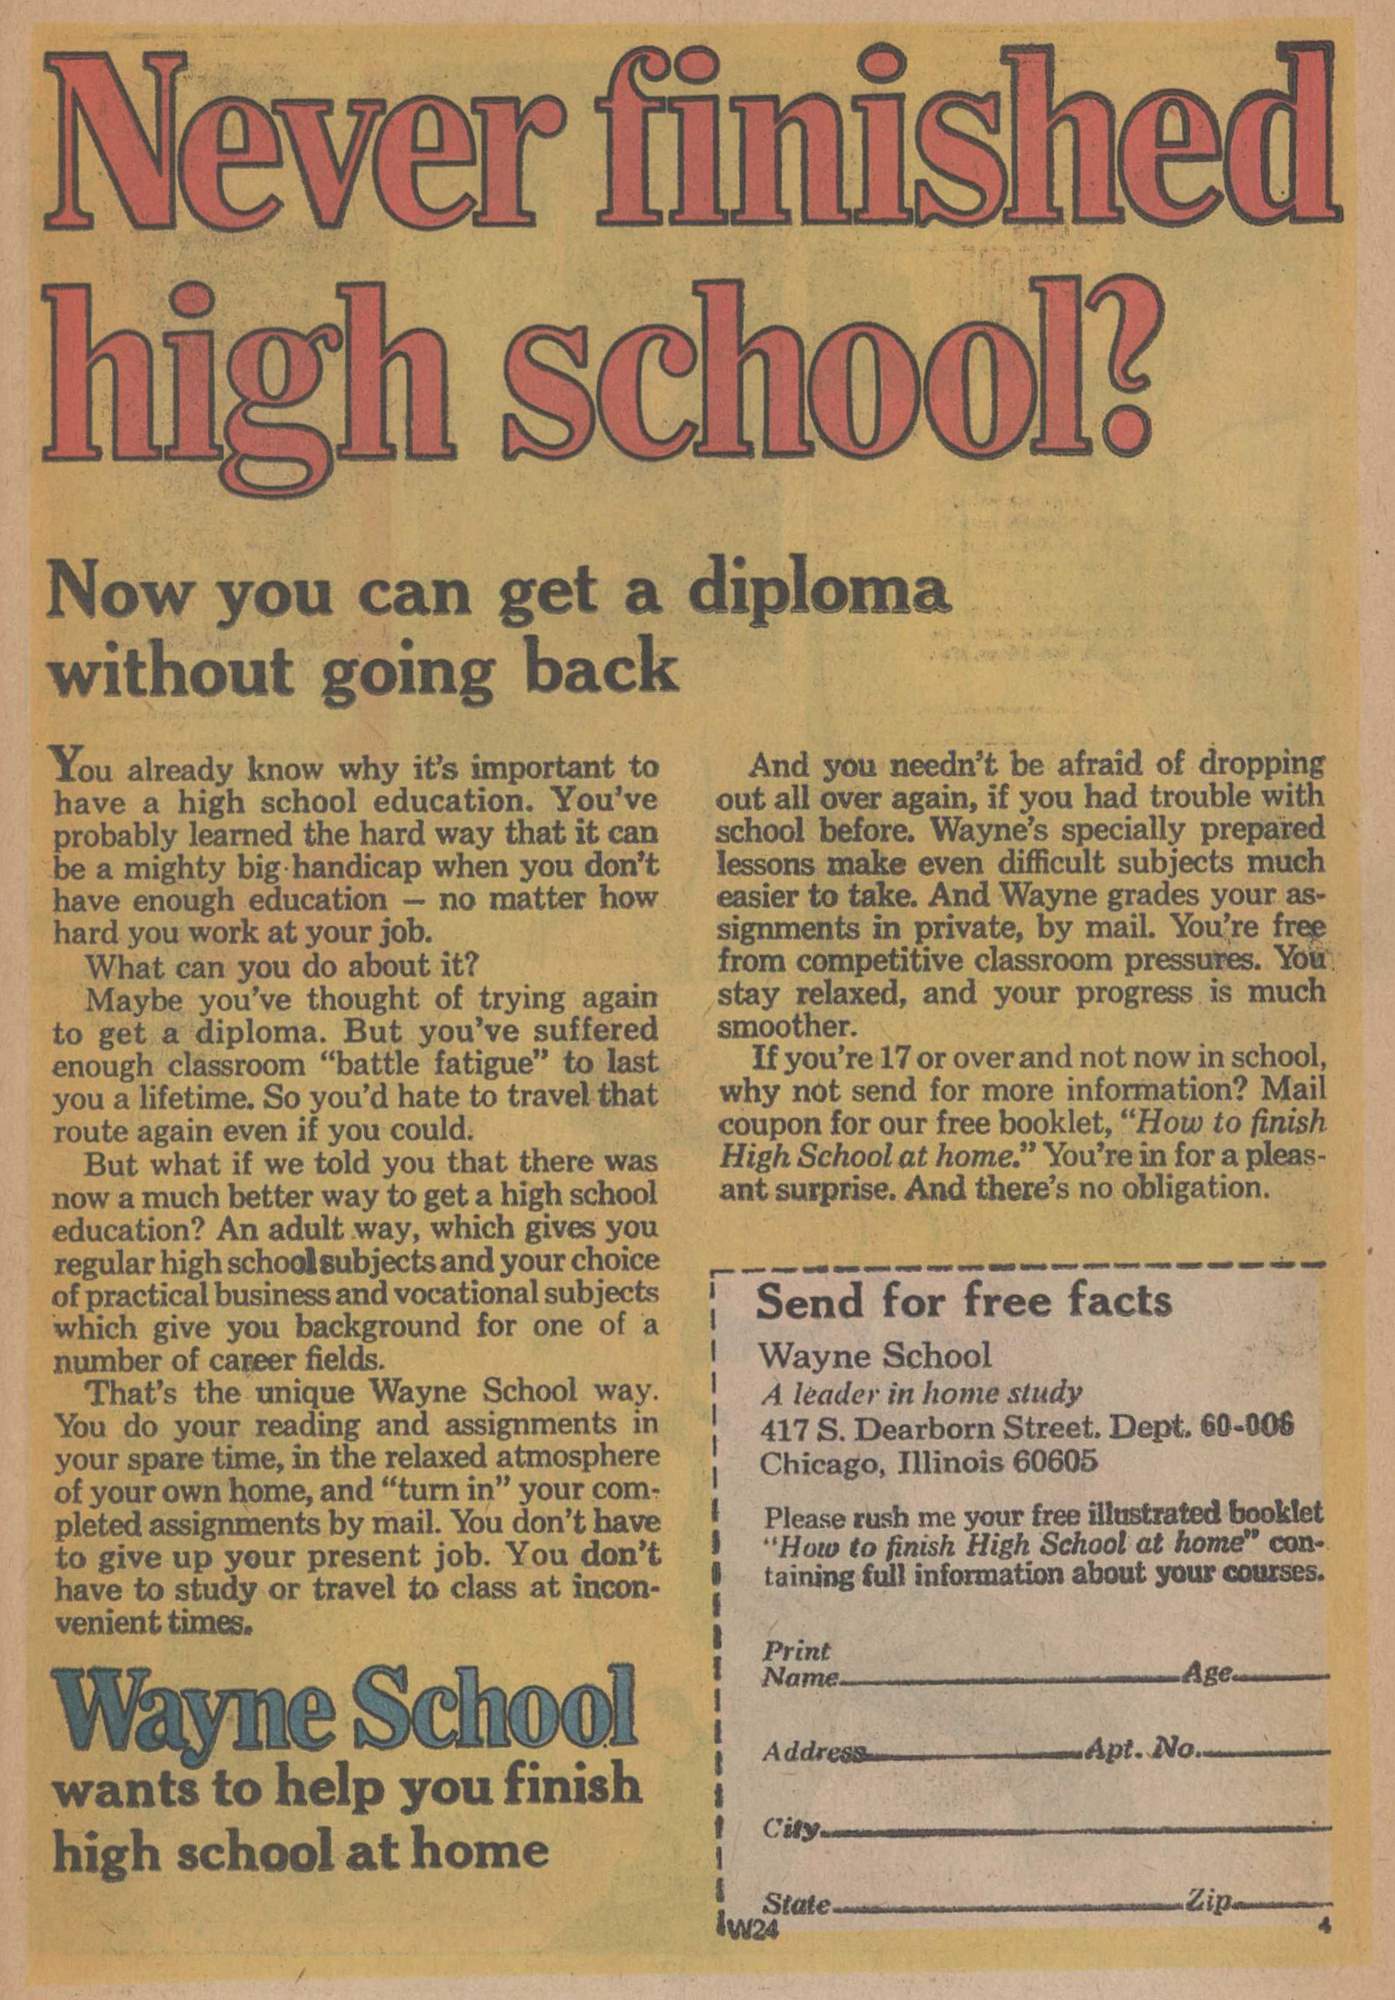 Never finished
high school?
Now you can get a diploma
without going back
You already know why it's important to
have a high school education. You've
probably learned the hard way that it can
be a mighty big handicap when you don't
have enough education — no matter how
hard you work at your job.
What can you do about it?
Maybe you've thought of trying again
to get a diploma. But you've suffered
enough classroom "battle fatigue" to last
you a lifetime. So you'd hate to travel that
route again even if you could.
But what if we told you that there was
now a much better way to get a high school
education? An adult way, which gives you
regular high school subjects and your choice
of practical business and vocational subjects
which give you background for one of a
number of career fields.
That's the unique Wayne School way.
You do your reading and assignments in
your spare time, in the relaxed atmosphere
of your own home, and "turn in" your com-
pleted assignments by mail. You don't have
to give up your present job. You don't
have to study or travel to class at incon-
venient times.
Wayne School
wants to help you finish
high school at home
And you needn't be afraid of dropping
out all over again, if you had trouble with
school before. Wayne's specially prepared
lessons make even difficult subjects much
easier to take. And Wayne grades your as-
signments in private, by mail. You're free
from competitive classroom pressures. You
stay relaxed, and your progress is much
smoother.
If you're 17 or over and not now in school,
why not send for more information? Mail
coupon for our free booklet, "How to finish
High School at home." You're in for a pleas-
ant surprise. And there's no obligation.
Send for free facts
Wayne School
A leader in home study
417 S. Dearborn Street. Dept. 60-006
Chicago, Illinois 60605
Please rush me your free illustrated booklet
"How to finish High School at home" con-
taining full information about your courses.
Print
Name Age
Address Apt. No.
City
State Zip
W24 4